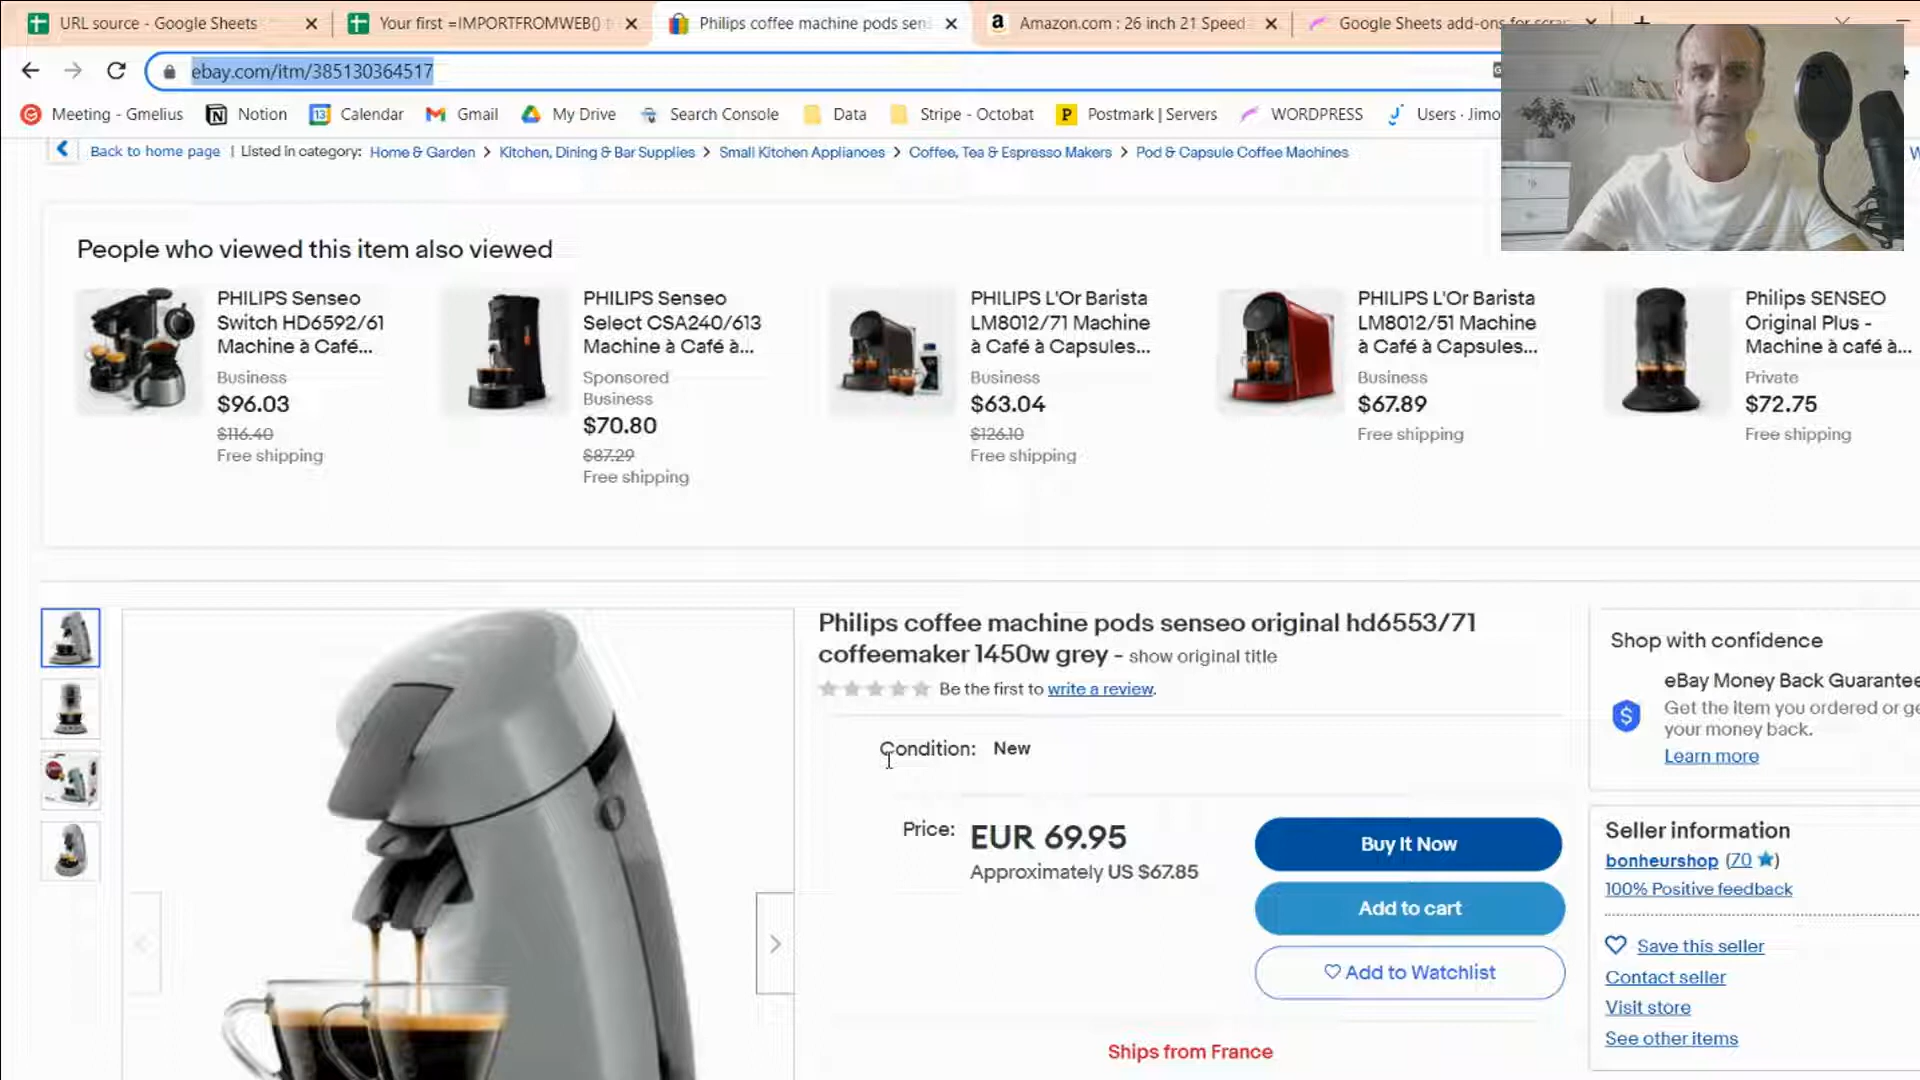 URL source - Google Sheets
Your first =IMPORTFROMWEB() t
Philips coffee machine pods sen
Amazon.com : 26 inch 21 Speed
Google Sheets add-ons for scra
ebay.com/itm/385130364517
Meeting - Gmelius
Notion
Calendar
Gmail
My Drive
Search Console
Data
Stripe - Octobat
Postmark | Servers
WORDPRESS
Users · Jimo
Back to home page | Listed in category: Home & Garden > Kitchen, Dining & Bar Supplies > Small Kitchen Appliances > Coffee, Tea & Espresso Makers > Pod & Capsule Coffee Machines
People who viewed this item also viewed
PHILIPS Senseo
Switch HD6592/61
Machine à Café...
Business
$96.03
$116.40
Free shipping
PHILIPS Senseo
Select CSA240/613
Machine à Café à...
Sponsored
Business
$70.80
$87.29
Free shipping
PHILIPS L'Or Barista
LM8012/71 Machine
à Café à Capsules...
Business
$63.04
$126.10
Free shipping
PHILIPS L'Or Barista
LM8012/51 Machine
à Café à Capsules...
Business
$67.89
Free shipping
Philips SENSEO
Original Plus -
Machine à café à...
Private
$72.75
Free shipping
Philips coffee machine pods senseo original hd6553/71
coffeemaker 1450w grey - show original title
Be the first to write a review.
Condition: New
Price: EUR 69.95
Approximately US $67.85
Buy It Now
Add to cart
Add to Watchlist
Ships from France
Shop with confidence
eBay Money Back Guarantee
Get the item you ordered or ge
your money back.
Learn more
Seller information
bonheurshop (70 ★)
100% Positive feedback
Save this seller
Contact seller
Visit store
See other items